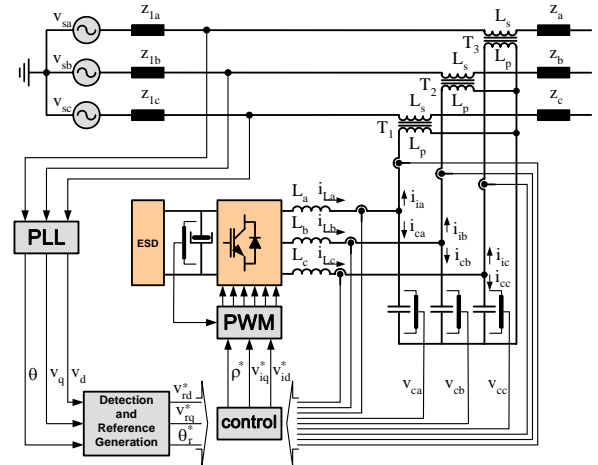 v_sa z_1a L_s z_a
T_3 L_p
v_sb z_1b L_s z_b
T_2 L_p
v_sc z_1c L_s z_c
T_1 L_p
PLL
ESD
L_a i_La
L_b i_Lb
L_c i_Lc
i_ia
i_ca
i_ib
i_cb
i_ic
i_cc
PWM
θ v_q v_d
ρ* v*_iq v*_id
v_ca v_cb v_cc
Detection
and
Reference
Generation
v*_rd
v*_rq
θ*_r
control